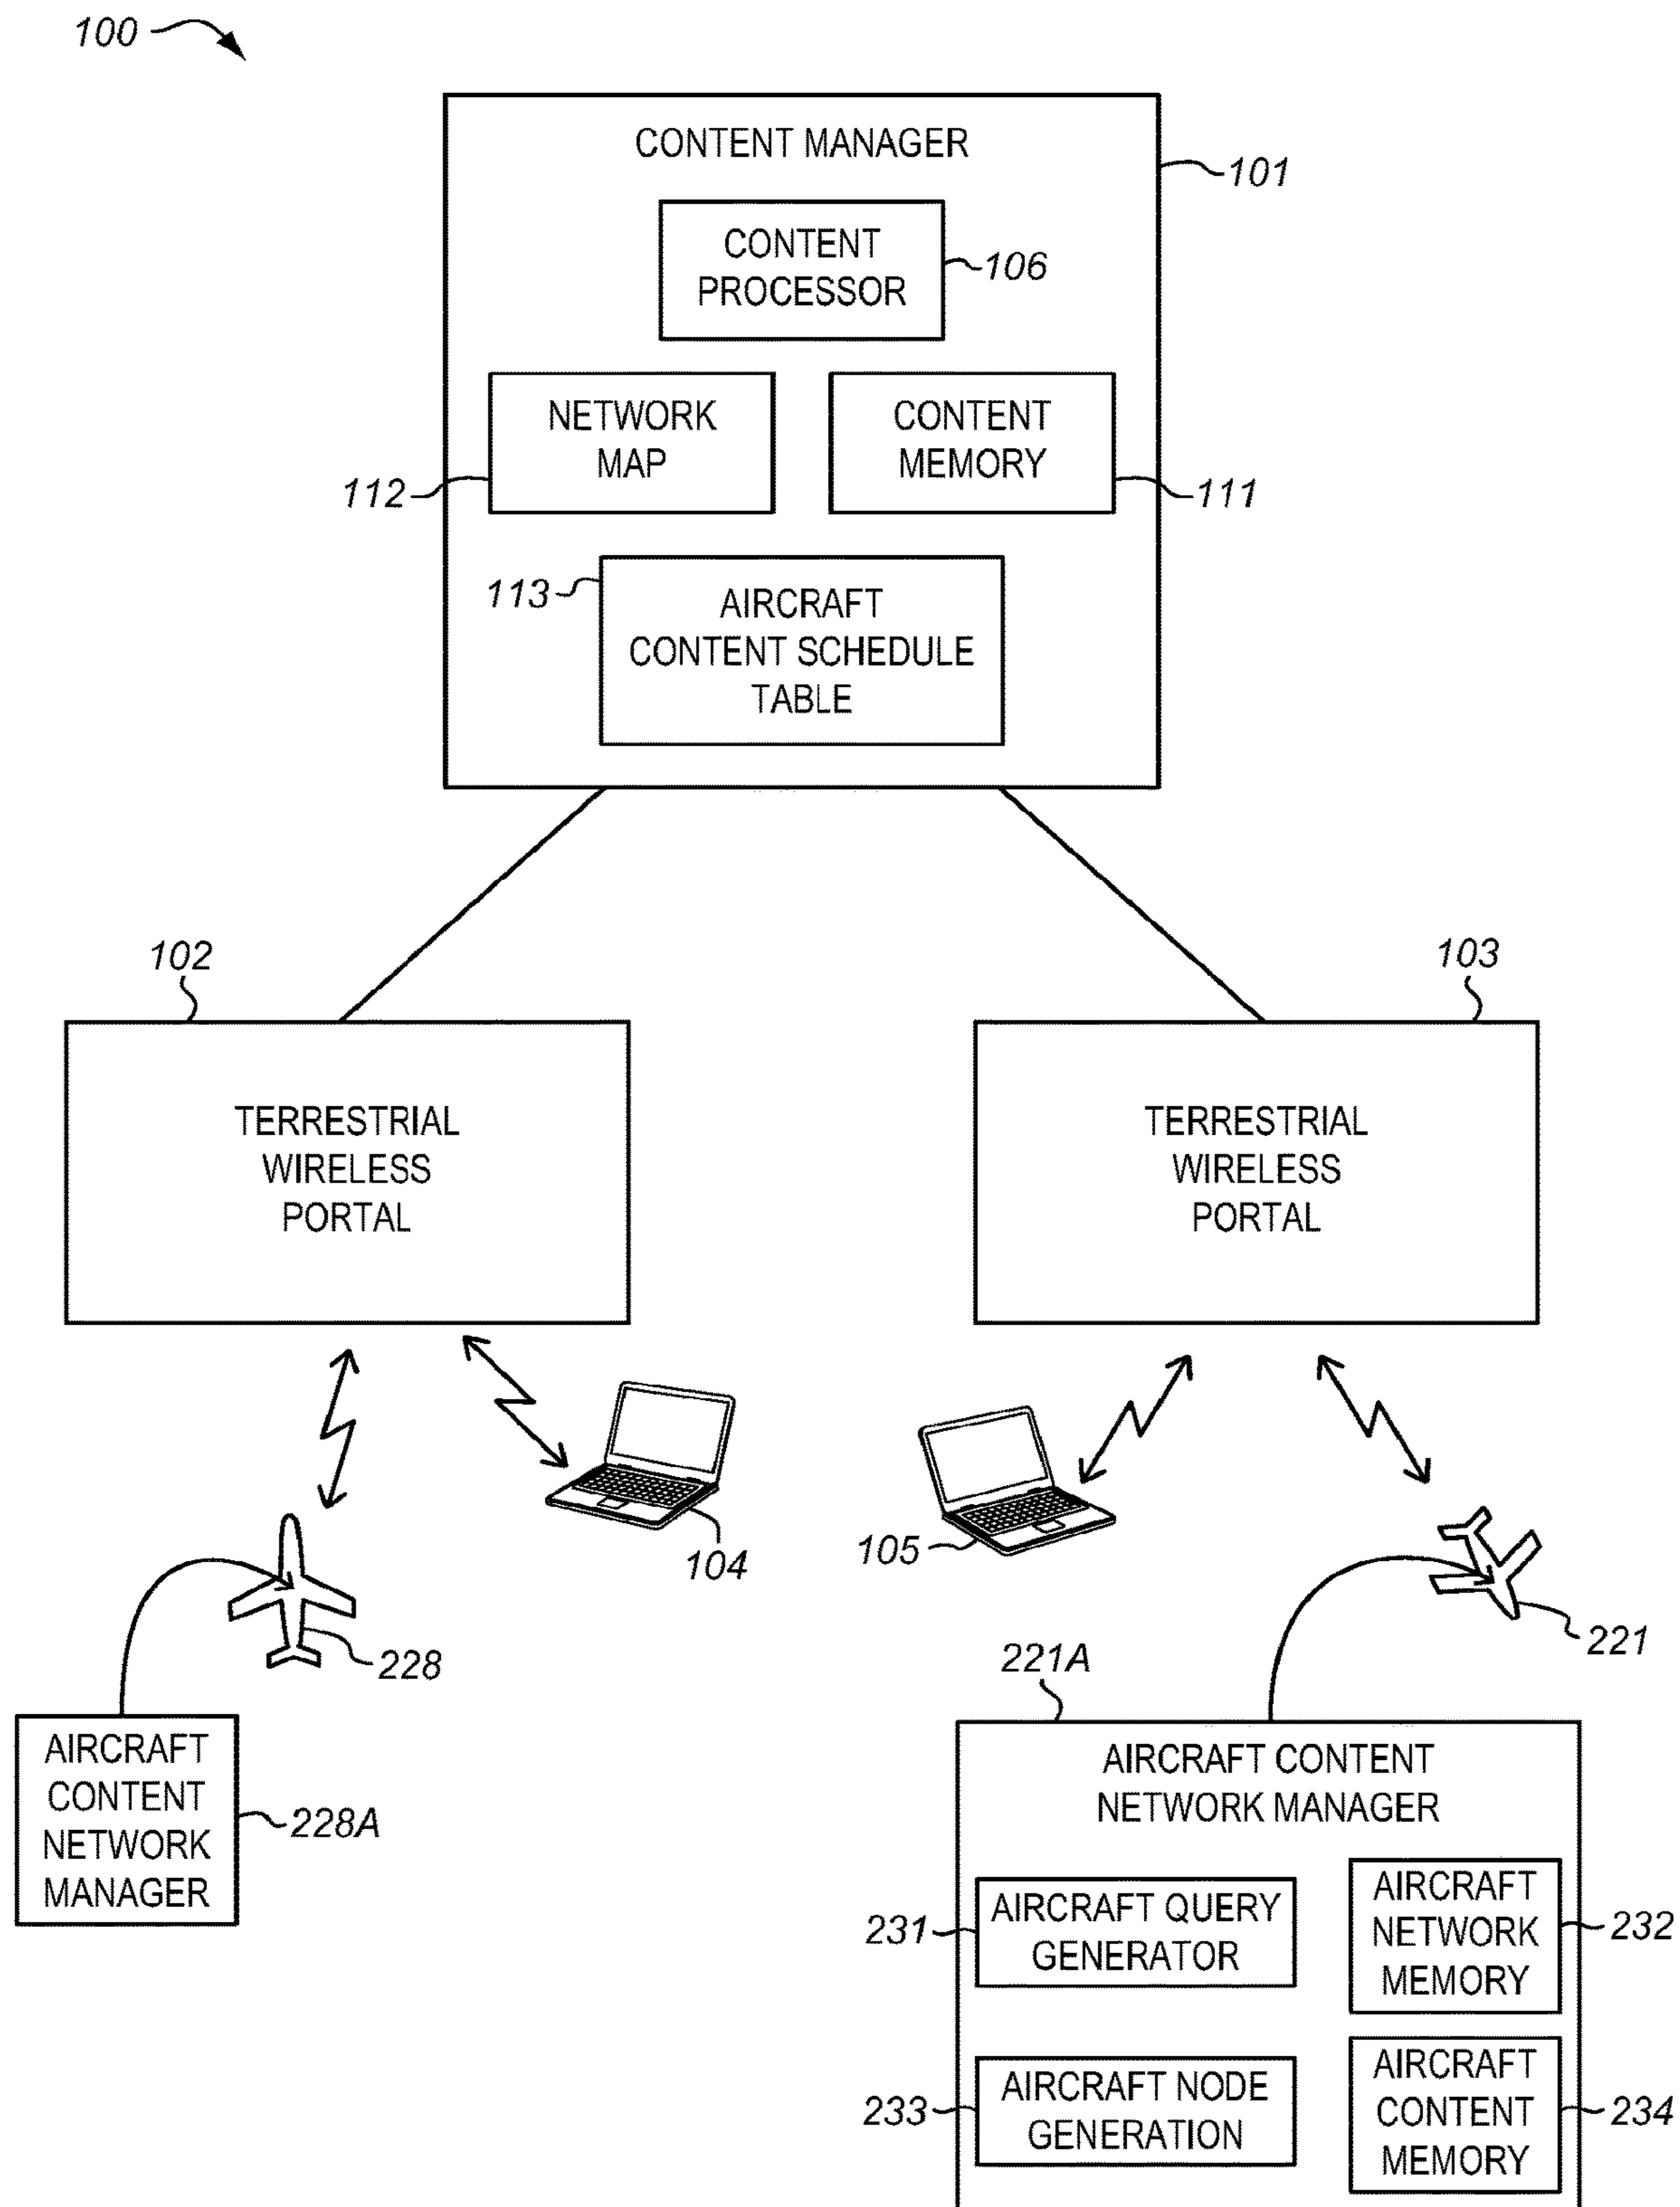 100
CONTENT MANAGER
101
CONTENT
PROCESSOR
106
NETWORK
MAP
112
CONTENT
MEMORY
111
113
AIRCRAFT
CONTENT SCHEDULE
TABLE
102
103
TERRESTRIAL
WIRELESS
PORTAL
TERRESTRIAL
WIRELESS
PORTAL
104
105
228
221
AIRCRAFT
CONTENT
NETWORK
MANAGER
228A
221A
AIRCRAFT CONTENT
NETWORK MANAGER
231
AIRCRAFT QUERY
GENERATOR
AIRCRAFT
NETWORK
MEMORY
232
233
AIRCRAFT NODE
GENERATION
AIRCRAFT
CONTENT
MEMORY
234